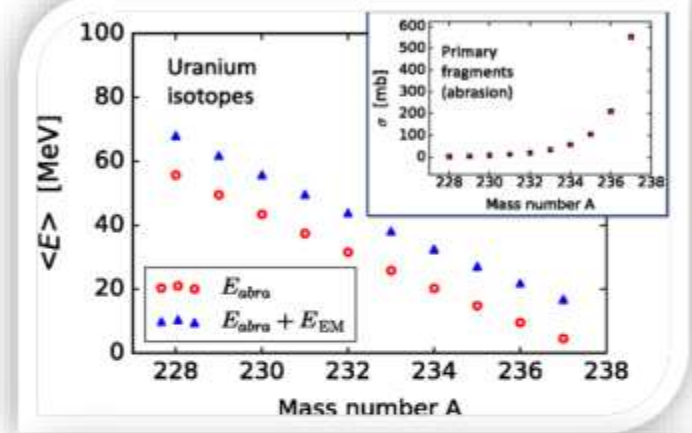 100
80
60
40
20
0
<E> [MeV]
Uranium
isotopes
E_abra
E_abra + E_EM
228 230 232 234 236 238
Mass number A
600
500
400
300
200
100
0
σ [mb]
Primary
fragments
(abrasion)
228 230 232 234 236 238
Mass number A